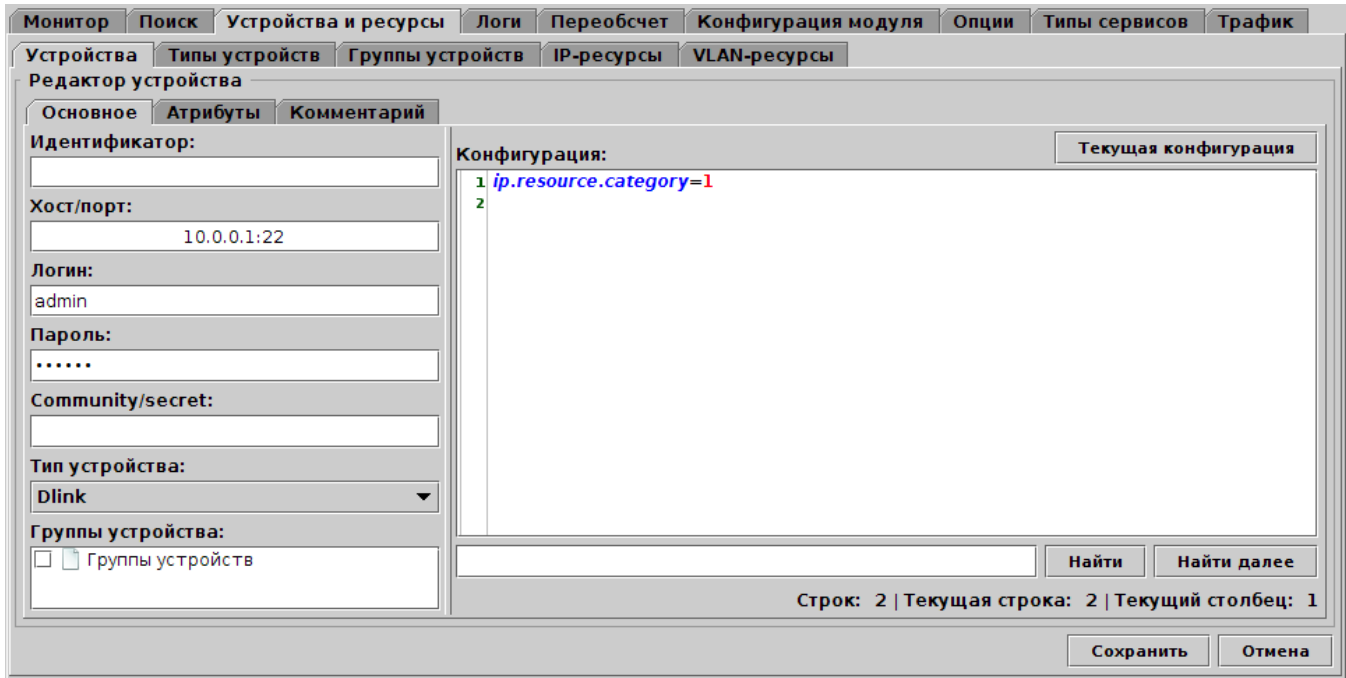 Монитор Поиск Устройства и ресурсы Логи Переобсчет Конфигурация модуля Опции Типы сервисов Трафик
Устройства Типы устройств Группы устройств IP-ресурсы VLAN-ресурсы
Редактор устройства
Основное Атрибуты Комментарий
Идентификатор:
Хост/порт:
10.0.0.1:22
Логин:
admin
Пароль:
••••••
Community/secret:
Тип устройства:
Dlink
Группы устройства:
Группы устройств
Конфигурация:
Текущая конфигурация
1 ip.resource.category=1
2
Найти Найти далее
Строк: 2 | Текущая строка: 2 | Текущий столбец: 1
Сохранить Отмена